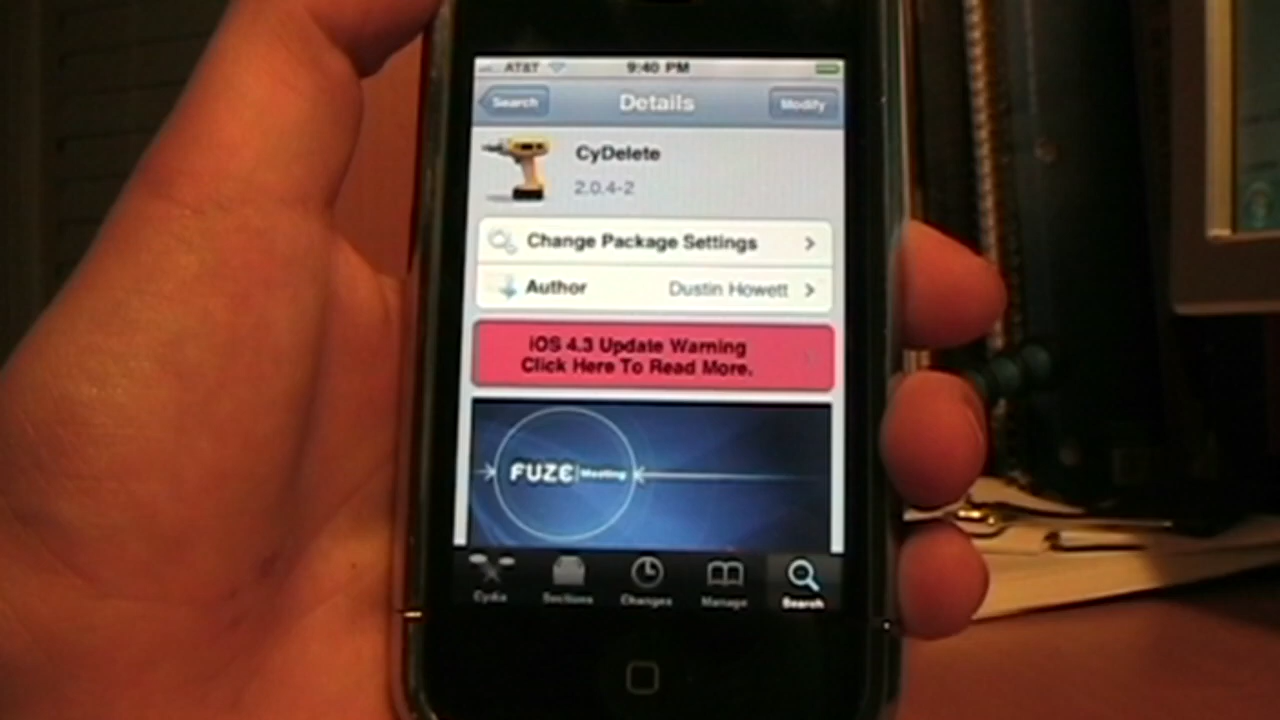 AT&T 9:40 PM
Search Details Modify
CyDelete
2.0.4-2
Change Package Settings
Author Dustin Howett
iOS 4.3 Update Warning
Click Here To Read More.
FUZE Meeting
Cydia Sections Changes Manage Search